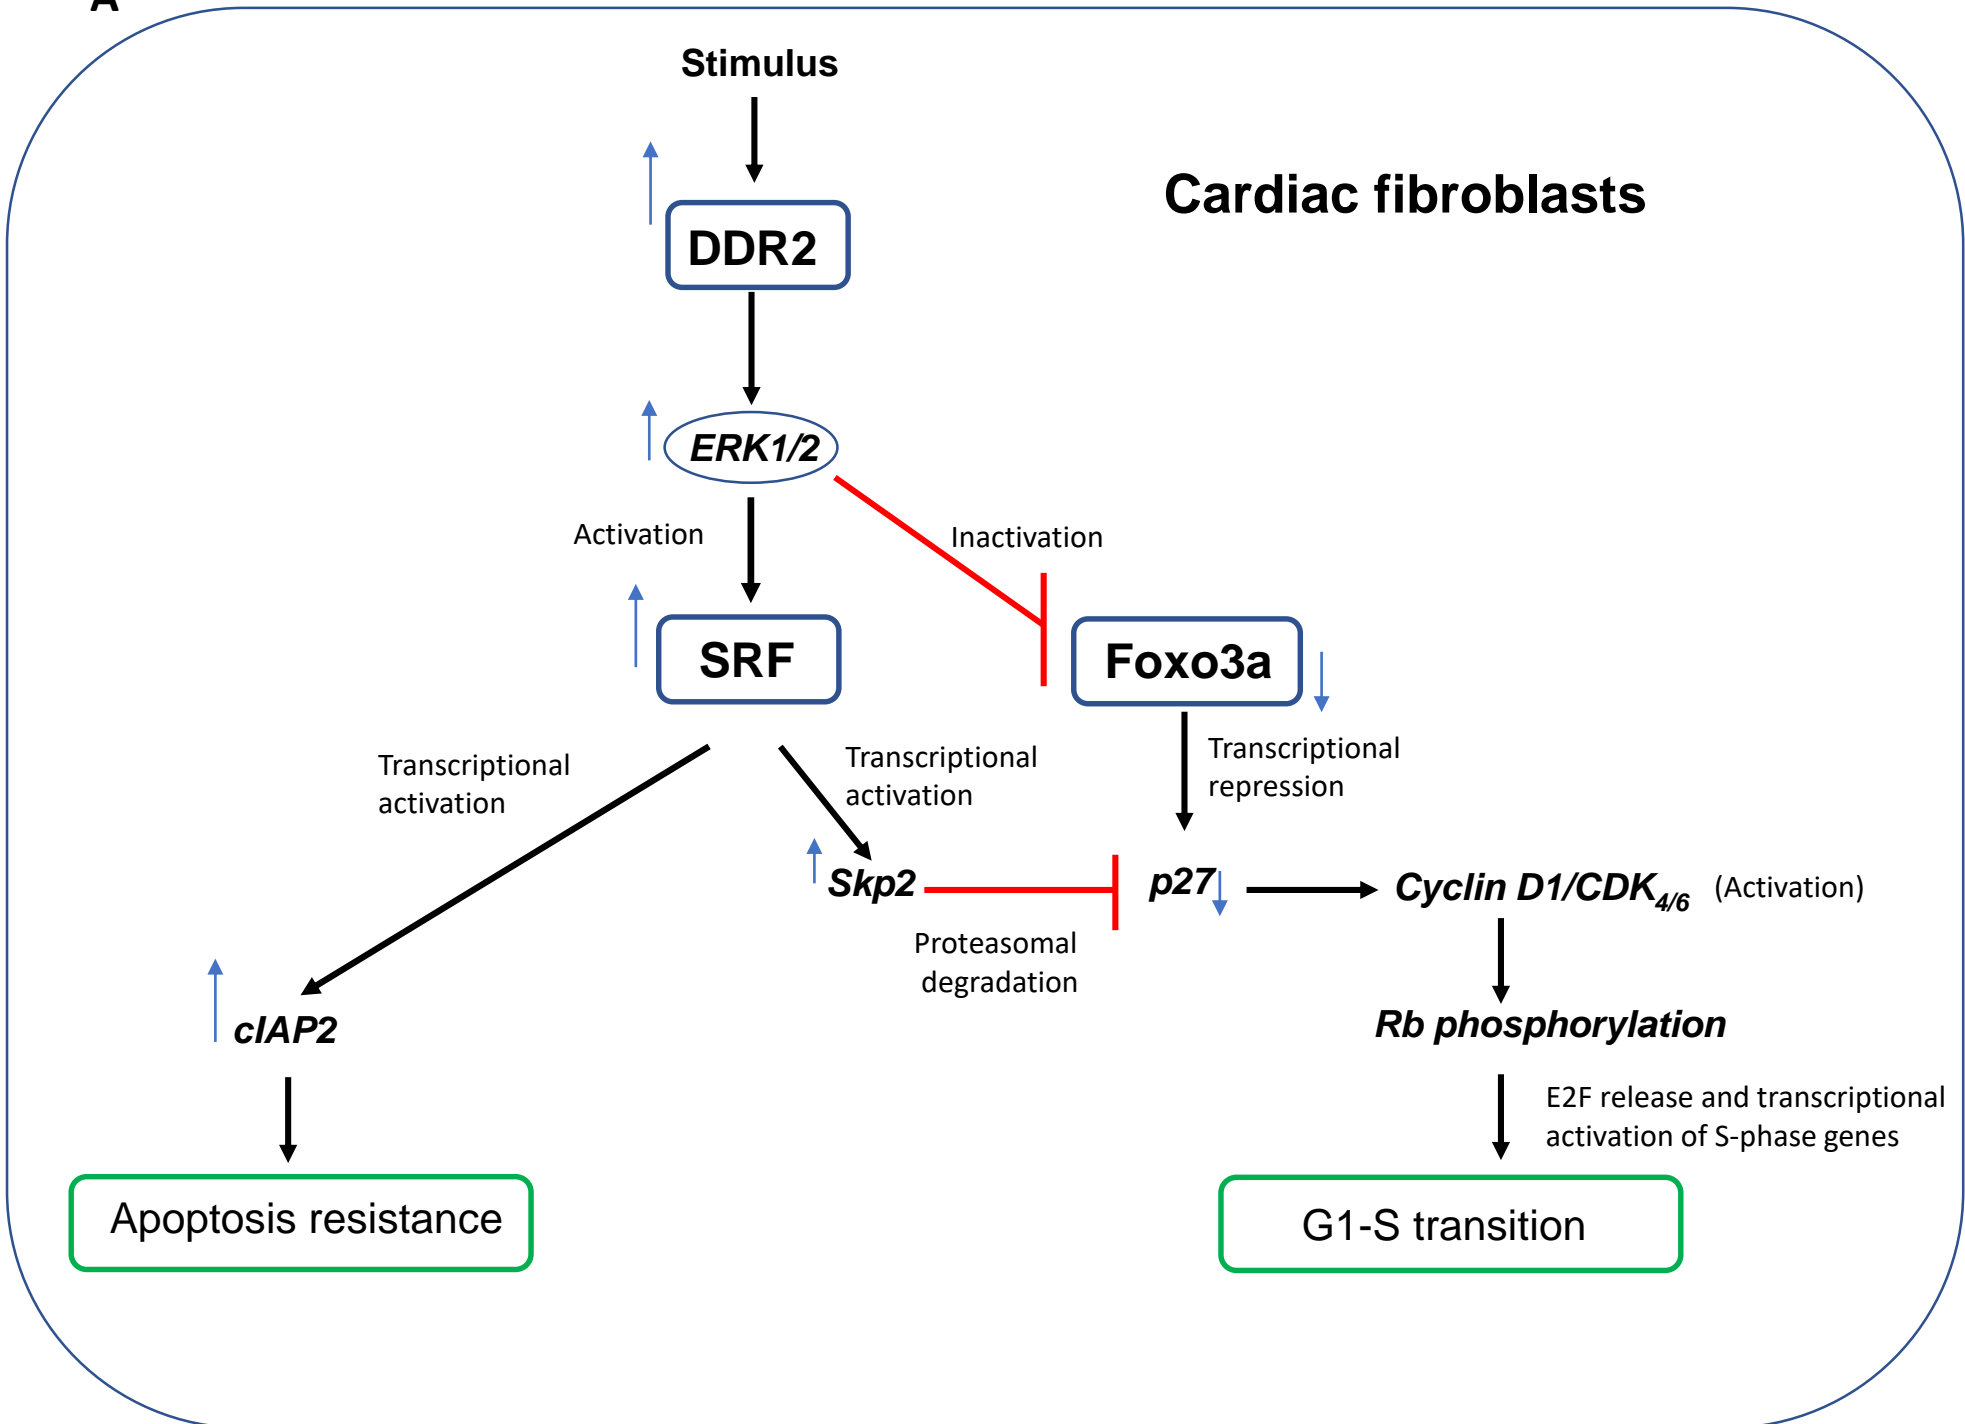 A
Stimulus
Cardiac fibroblasts
DDR2
ERK1/2
Activation
Inactivation
SRF
Foxo3a
Transcriptional
activation
Transcriptional
activation
Transcriptional
repression
Skp2
p27
Cyclin D1/CDK4/6 (Activation)
Proteasomal
degradation
cIAP2
Rb phosphorylation
E2F release and transcriptional
activation of S-phase genes
Apoptosis resistance
G1-S transition